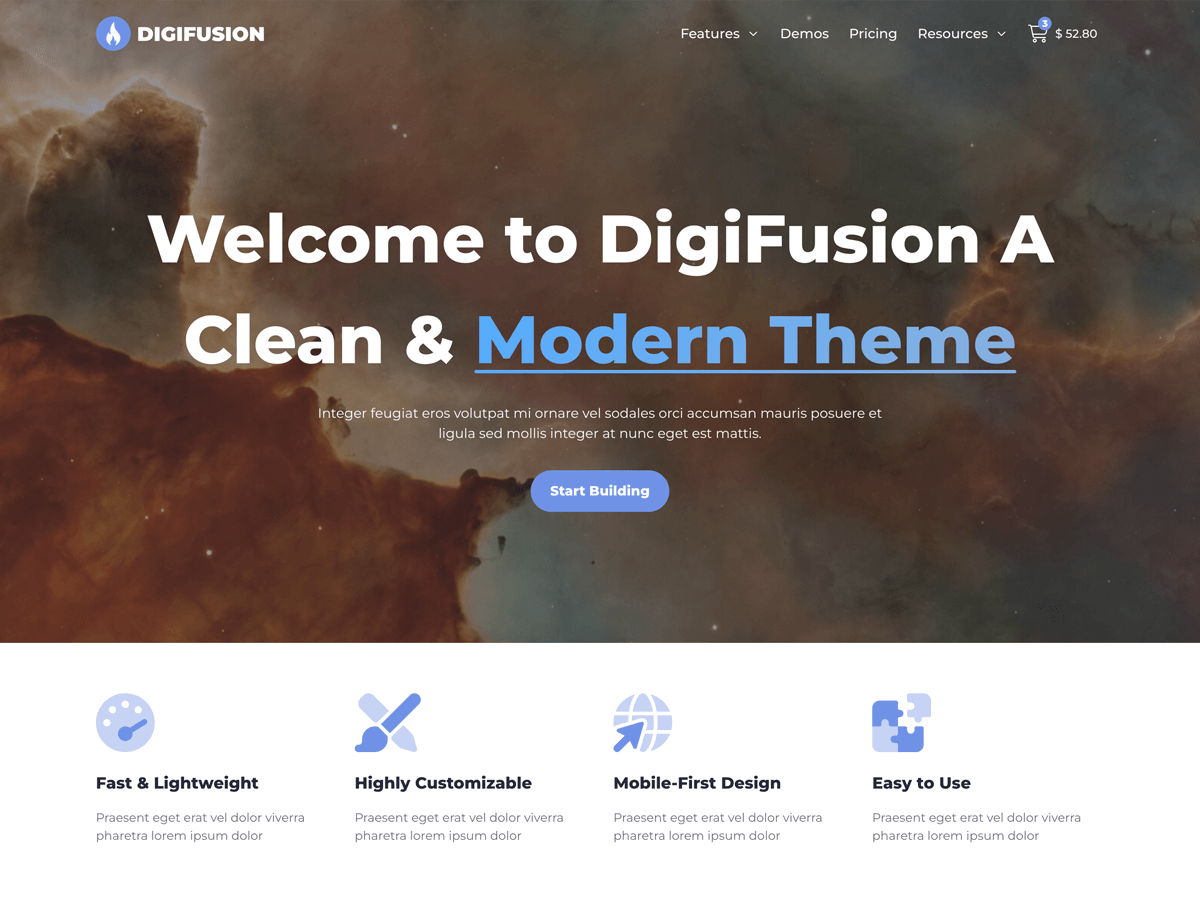 DIGIFUSION
Features Demos Pricing Resources 3 $ 52.80
Welcome to DigiFusion A
Clean & Modern Theme
Integer feugiat eros volutpat mi ornare vel sodales orci accumsan mauris posuere et
ligula sed mollis integer at nunc eget est mattis.
Start Building
Fast & Lightweight
Praesent eget erat vel dolor viverra
pharetra lorem ipsum dolor
Highly Customizable
Praesent eget erat vel dolor viverra
pharetra lorem ipsum dolor
Mobile-First Design
Praesent eget erat vel dolor viverra
pharetra lorem ipsum dolor
Easy to Use
Praesent eget erat vel dolor viverra
pharetra lorem ipsum dolor